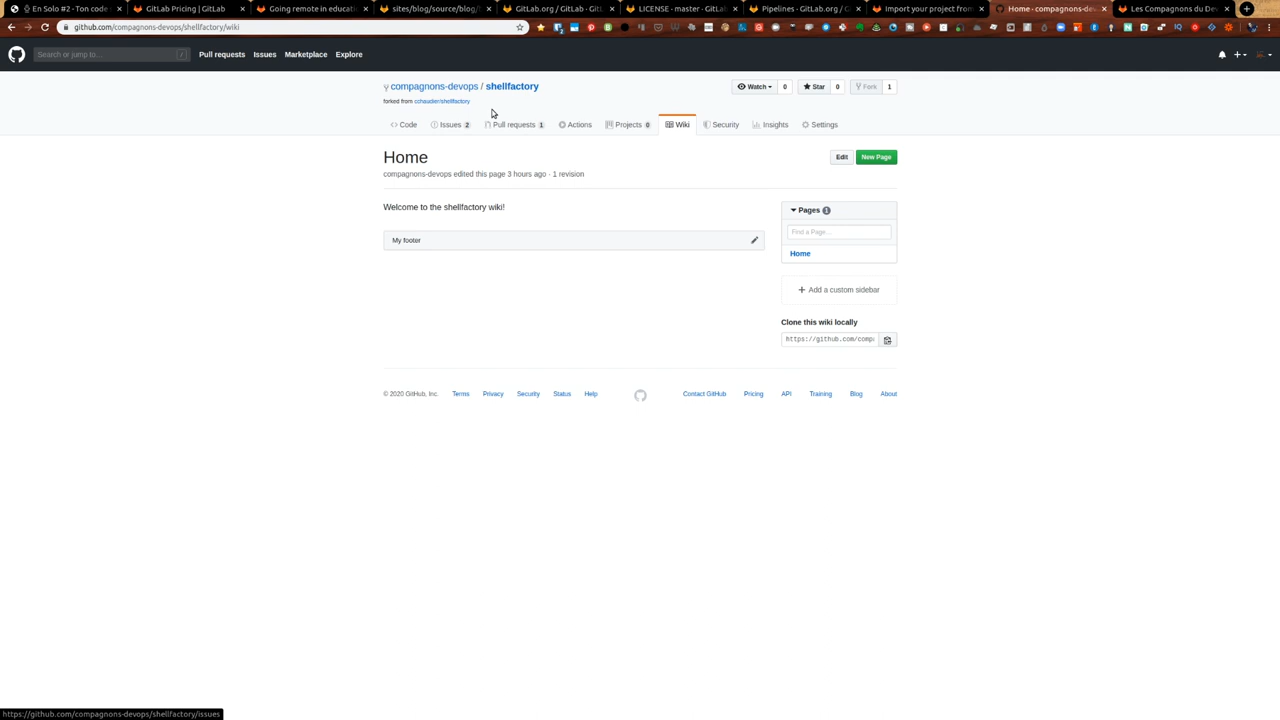 En Solo #2 - Ton code
GitLab Pricing | GitLab
Going remote in educati
sites/blog/source/blog/
GitLab.org / GitLab · Git
LICENSE · master · GitLab
Pipelines · GitLab.org / G
Import your project from
Home · compagnons-dev
Les Compagnons du Dev
github.com/compagnons-devops/shellfactory/wiki
Search or jump to...
/
Pull requests
Issues
Marketplace
Explore
compagnons-devops / shellfactory
Watch
0
Star
0
Fork
1
forked from cchaudier/shellfactory
Code
Issues 2
Pull requests 1
Actions
Projects 0
Wiki
Security
Insights
Settings
Home
Edit
New Page
compagnons-devops edited this page 3 hours ago · 1 revision
Welcome to the shellfactory wiki!
My footer
Pages 1
Find a Page...
Home
+ Add a custom sidebar
Clone this wiki locally
https://github.com/comp
© 2020 GitHub, Inc.
Terms
Privacy
Security
Status
Help
Contact GitHub
Pricing
API
Training
Blog
About
https://github.com/compagnons-devops/shellfactory/issues